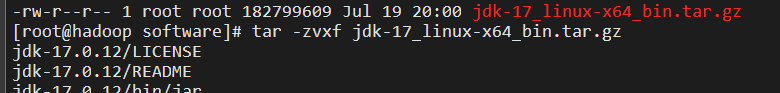 -rw-r--r-- 1 root root 182799609 Jul 19 20:00 jdk-17_linux-x64_bin.tar.gz
[root@hadoop software]# tar -zvxf jdk-17_linux-x64_bin.tar.gz
jdk-17.0.12/LICENSE
jdk-17.0.12/README
jdk-17.0.12/bin/jar